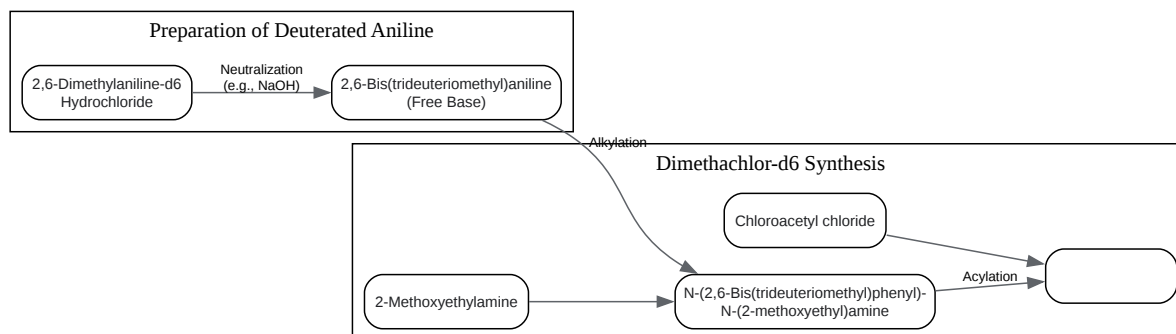 Preparation of Deuterated Aniline
2,6-Dimethylaniline-d6
Hydrochloride
Neutralization
(e.g., NaOH)
2,6-Bis(trideuteriomethyl)aniline
(Free Base)
Alkylation
Dimethachlor-d6 Synthesis
Chloroacetyl chloride
2-Methoxyethylamine
N-(2,6-Bis(trideuteriomethyl)phenyl)-
N-(2-methoxyethyl)amine
Acylation